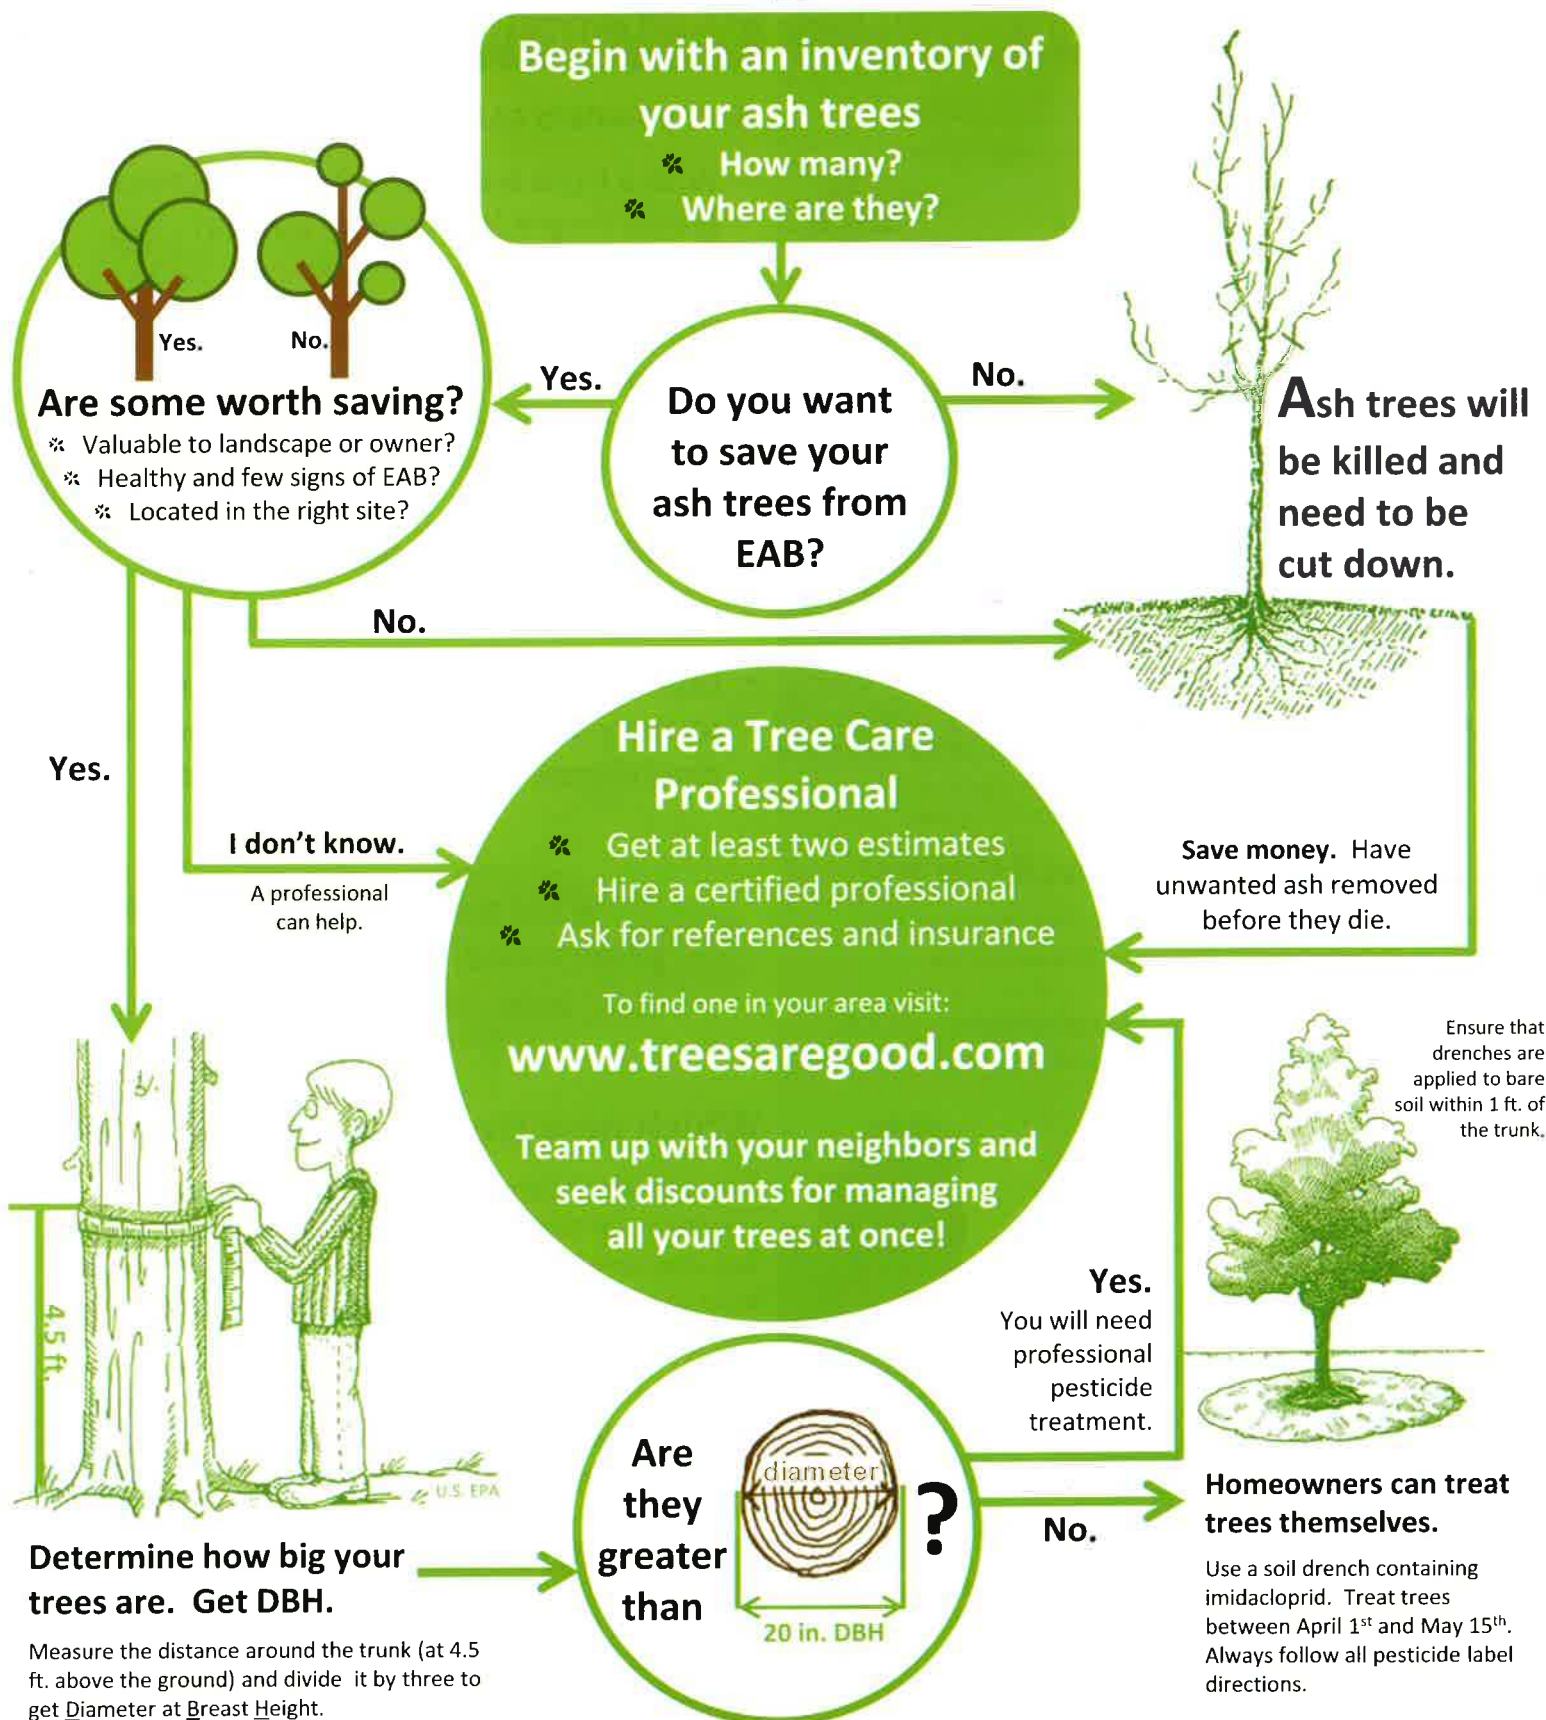 Begin with an inventory of
your ash trees
How many?
Where are they?
Yes.
No.
Are some worth saving?
Valuable to landscape or owner?
Healthy and few signs of EAB?
Located in the right site?
Yes.
Do you want
to save your
ash trees from
EAB?
No.
Ash trees will
be killed and
need to be
cut down.
No.
Yes.
I don't know.
A professional
can help.
Hire a Tree Care
Professional
Get at least two estimates
Hire a certified professional
Ask for references and insurance
To find one in your area visit:
www.treesaregood.com
Team up with your neighbors and
seek discounts for managing
all your trees at once!
Save money. Have
unwanted ash removed
before they die.
Ensure that
drenches are
applied to bare
soil within 1 ft. of
the trunk.
4.5 ft.
U.S. EPA
Determine how big your
trees are. Get DBH.
Measure the distance around the trunk (at 4.5
ft. above the ground) and divide it by three to
get Diameter at Breast Height.
Are
they
greater
than
diameter
?
20 in. DBH
Yes.
You will need
professional
pesticide
treatment.
No.
Homeowners can treat
trees themselves.
Use a soil drench containing
imidacloprid. Treat trees
between April 1st and May 15th.
Always follow all pesticide label
directions.